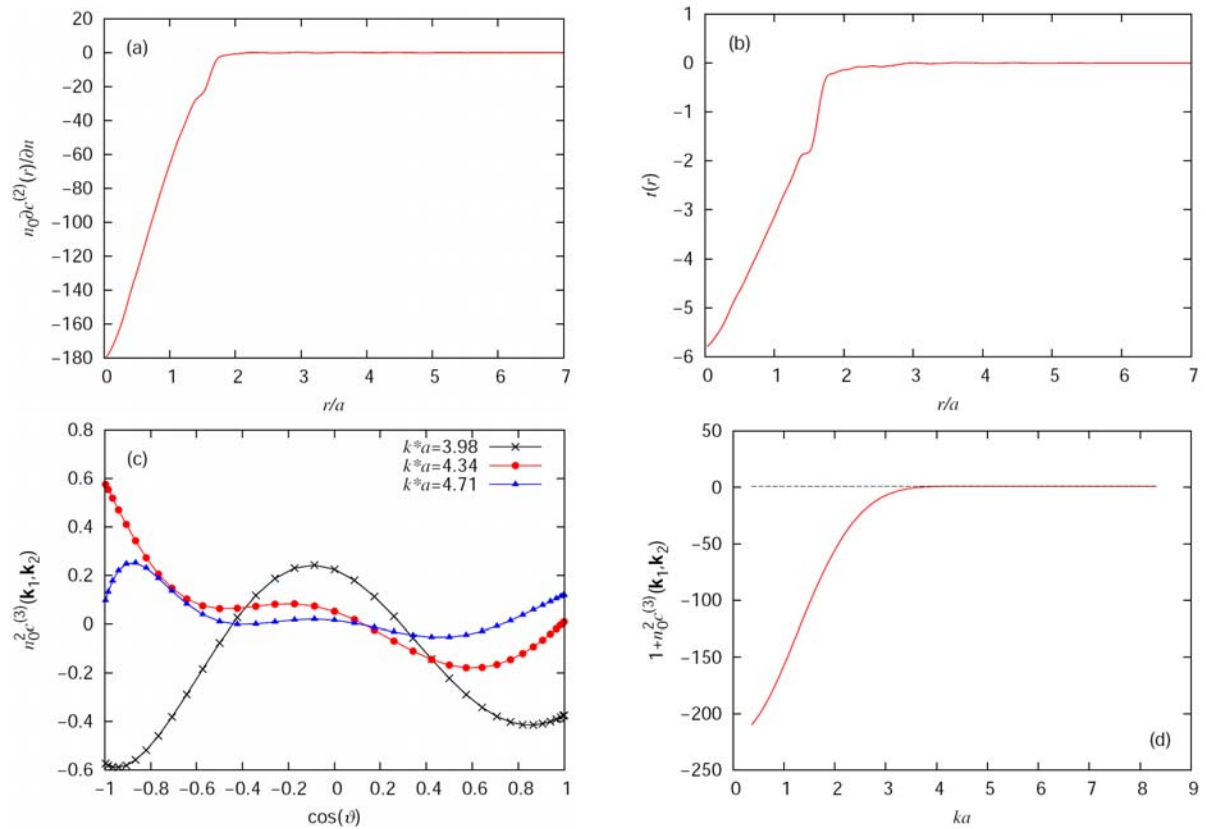 (a)
20
0
−20
−40
−60
−80
−100
−120
−140
−160
−180
n₀∂c⁽²⁾(r)/∂n
0 1 2 3 4 5 6 7
r/a
(b)
1
0
−1
−2
−3
−4
−5
−6
t(r)
0 1 2 3 4 5 6 7
r/a
(c)
k*a=3.98
k*a=4.34
k*a=4.71
0.8
0.6
0.4
0.2
0
−0.2
−0.4
−0.6
n₀²c⁽³⁾(k₁,k₂)
−1 −0.8 −0.6 −0.4 −0.2 0 0.2 0.4 0.6 0.8 1
cos(ϑ)
50
0
−50
−100
−150
−200
−250
1+n₀²c⁽³⁾(k₁,k₂)
(d)
0 1 2 3 4 5 6 7 8 9
ka